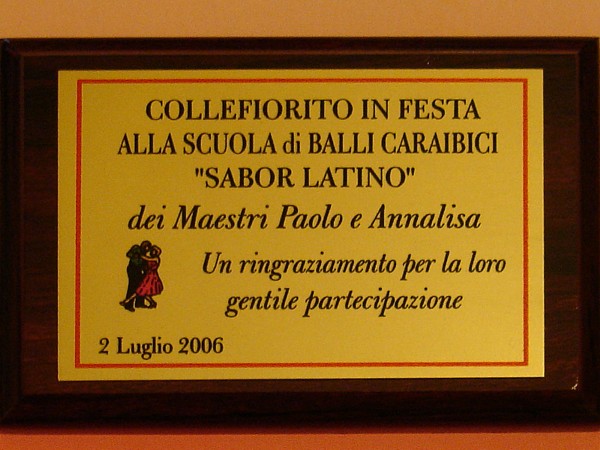 COLLEFIORITO IN FESTA
ALLA SCUOLA di BALLI CARAIBICI
"SABOR LATINO"
dei Maestri Paolo e Annalisa
Un ringraziamento per la loro
gentile partecipazione
2 Luglio 2006